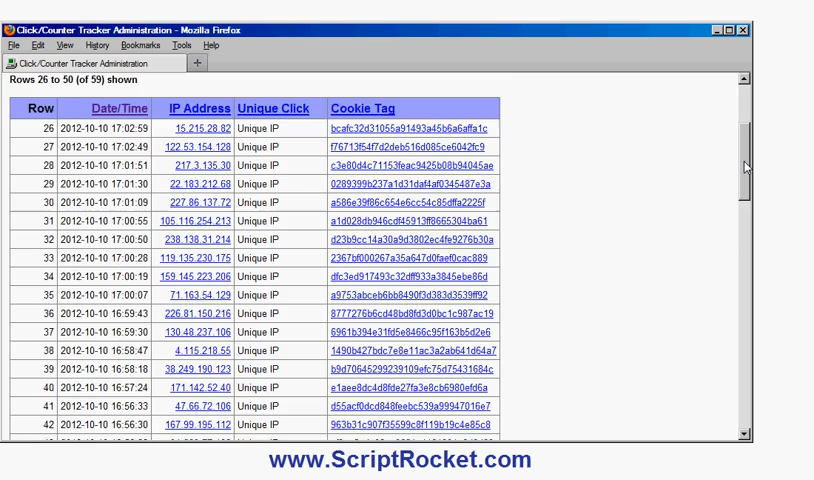 Click/Counter Tracker Administration - Mozilla Firefox
File Edit View History Bookmarks Tools Help
Click/Counter Tracker Administration
Rows 26 to 50 (of 59) shown
Row Date/Time IP Address Unique Click Cookie Tag
26 2012-10-10 17:02:59 15.215.28.82 Unique IP bcafc32d31055a91493a45b6a6affa1c
27 2012-10-10 17:02:49 122.53.154.128 Unique IP f76713f54f7d2deb516d085ce6042fc9
28 2012-10-10 17:01:51 217.3.135.30 Unique IP c3e80d4c71153feac9425b08b94045ae
29 2012-10-10 17:01:30 22.183.212.68 Unique IP 0289399b237a1d31daf4af0345487e3a
30 2012-10-10 17:01:09 227.86.137.72 Unique IP a586e39f86c654e6cc54c85dffa2225f
31 2012-10-10 17:00:55 105.116.254.213 Unique IP a1d028db946cdf45913ff8665304ba61
32 2012-10-10 17:00:50 238.138.31.214 Unique IP d23b9cc14a30a9d3802ec4fe9276b30a
33 2012-10-10 17:00:28 119.135.230.175 Unique IP 2367bf000267a35a647d0faef0cac889
34 2012-10-10 17:00:19 159.145.223.206 Unique IP dfc3ed917493c32dff933a3845ebe86d
35 2012-10-10 17:00:07 71.163.54.129 Unique IP a9753abceb6bb8490f3d383d3539ff92
36 2012-10-10 16:59:43 226.81.150.216 Unique IP 8777276b6cd48bd8fd3d0bc1c987ac19
37 2012-10-10 16:59:30 130.48.237.106 Unique IP 6961b394e31fd5e8466c95f163b5d2e6
38 2012-10-10 16:58:47 4.115.218.55 Unique IP 1490b427bdc7e8e11ac3a2ab641d64a7
39 2012-10-10 16:58:18 38.249.190.123 Unique IP b9d70645299239109efc75d75431684c
40 2012-10-10 16:57:24 171.142.52.40 Unique IP e1aee8dc4d8fde27fa3e8cb6980efd6a
41 2012-10-10 16:56:33 47.66.72.106 Unique IP d55acf0dcd848feebc539a99947016e7
42 2012-10-10 16:56:30 167.99.195.112 Unique IP 963b31c907f35599c8f119b19c4e85c8
www.ScriptRocket.com